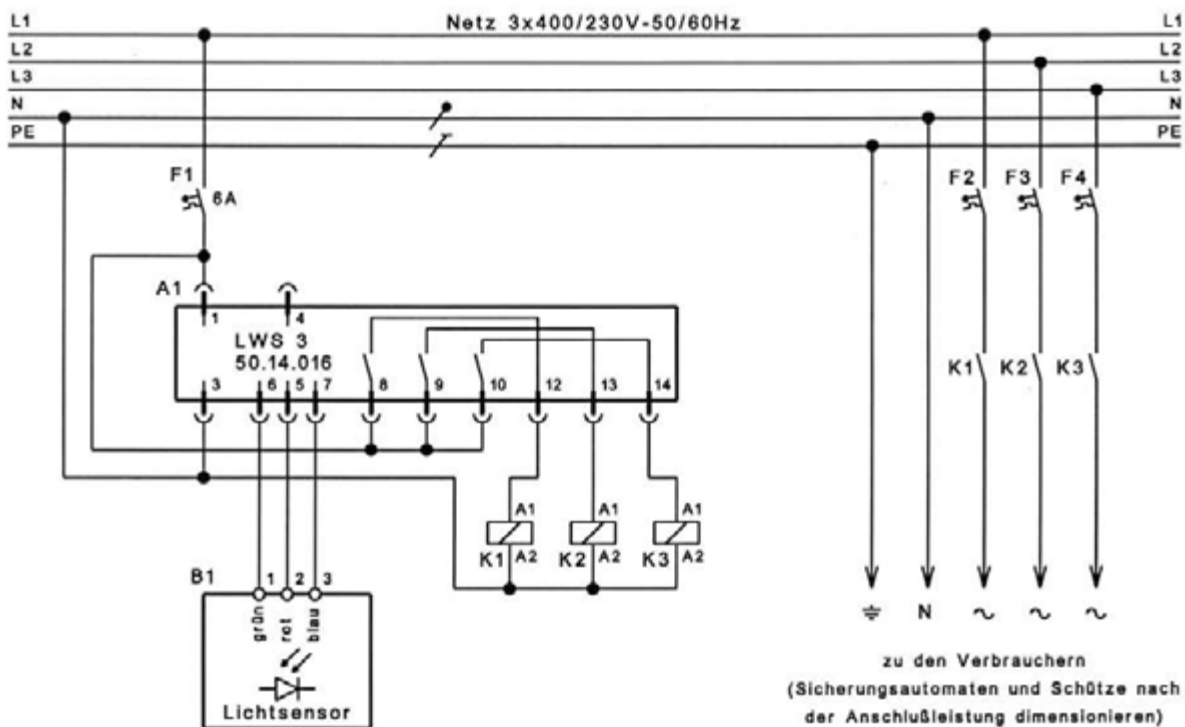 L1 Netz 3x400/230V-50/60Hz L1
L2 L2
L3 L3
N N
PE PE
F1 6A F2 F3 F4
A1
1 4
LWS 3
50.14.016
K1 K2 K3
3 6 5 7 8 9 10 12 13 14
A1 A1 A1
K1 A2 K2 A2 K3 A2
B1 1 2 3
grün rot blau
N
Lichtsensor
zu den Verbrauchern
(Sicherungsautomaten und Schütze nach
der Anschlußleistung dimensionieren)